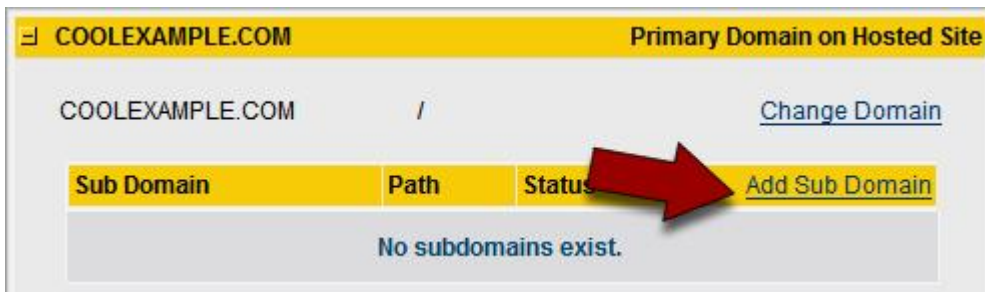 COOLEXAMPLE.COM Primary Domain on Hosted Site
COOLEXAMPLE.COM / Change Domain
Sub Domain Path Status Add Sub Domain
No subdomains exist.